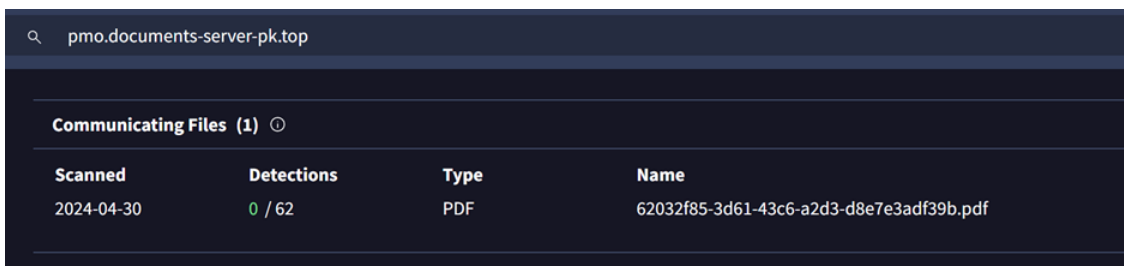 pmo.documents-server-pk.top
Communicating Files (1)
Scanned Detections Type Name
2024-04-30 0 / 62 PDF 62032f85-3d61-43c6-a2d3-d8e7e3adf39b.pdf